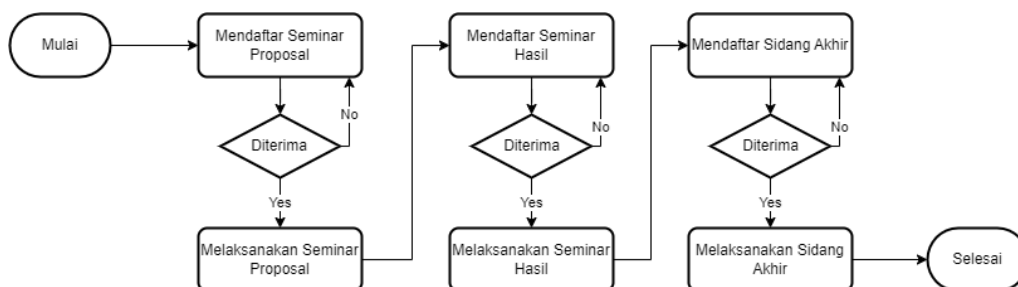 Mulai
Mendaftar Seminar
Proposal
No
Diterima
Yes
Melaksanakan Seminar
Proposal
Mendaftar Seminar
Hasil
No
Diterima
Yes
Melaksanakan Seminar
Hasil
Mendaftar Sidang Akhir
No
Diterima
Yes
Melaksanakan Sidang
Akhir
Selesai